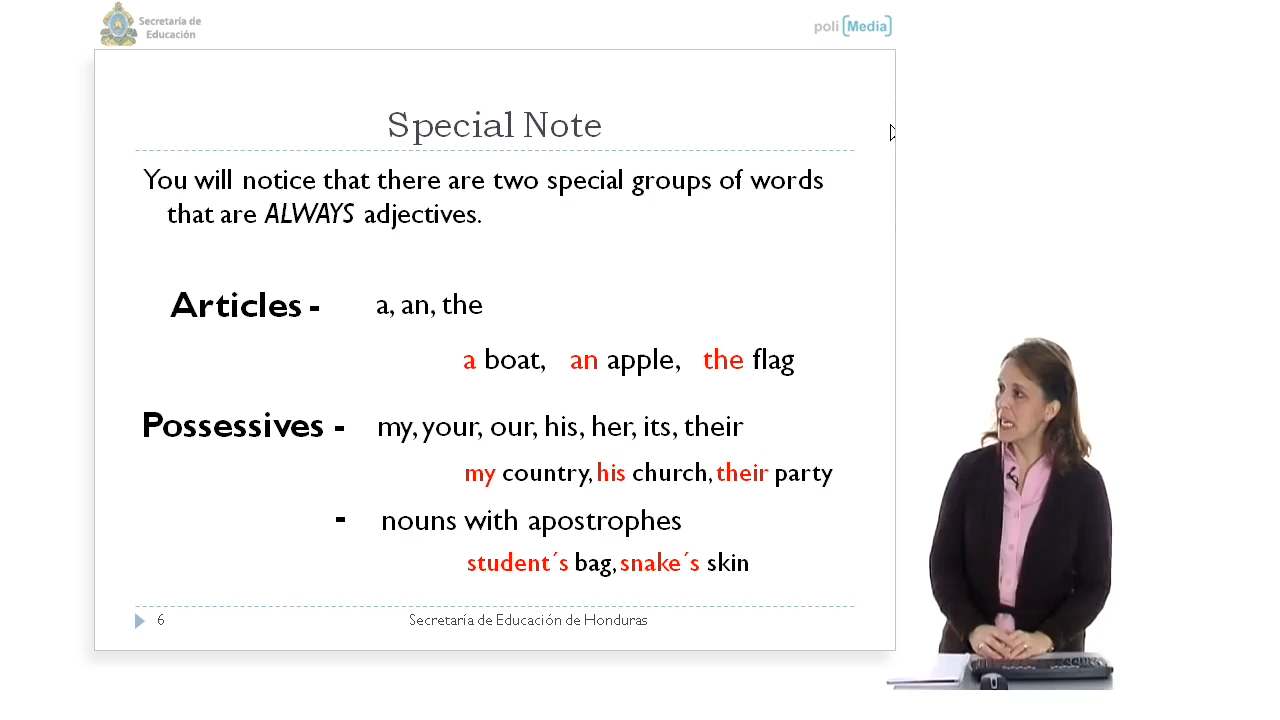 Secretaría de
Educación
poli [Media]
Special Note
You will notice that there are two special groups of words
that are ALWAYS adjectives.
Articles - a, an, the
a boat, an apple, the flag
Possessives - my, your, our, his, her, its, their
my country, his church, their party
- nouns with apostrophes
student´s bag, snake´s skin
6 Secretaría de Educación de Honduras